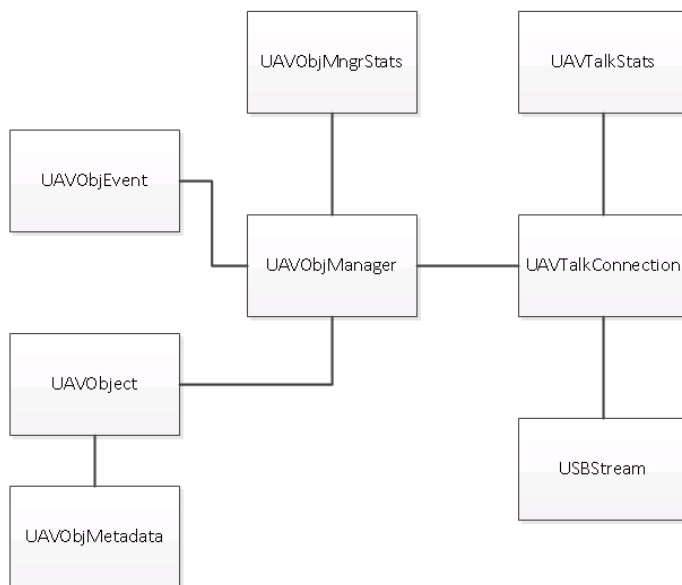 UAVObjMngrStats
UAVTalkStats
UAVObjEvent
UAVObjManager
UAVTalkConnection
UAVObject
USBStream
UAVObjMetadata